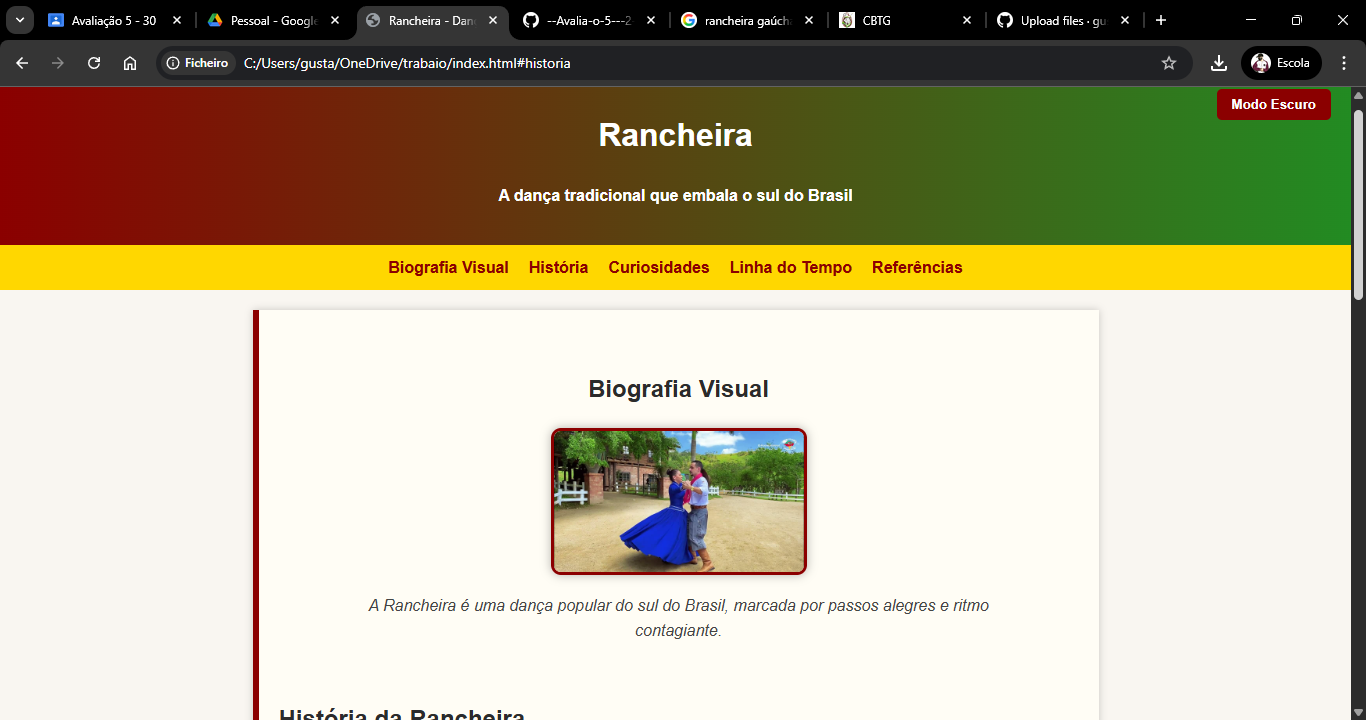 Avaliação 5 - 30
Pessoal - Google
Rancheira - Dan
--Avalia-o-5---2
rancheira gaúcha
CBTG
Upload files · gu
Ficheiro
C:/Users/gusta/OneDrive/trabaio/index.html#historia
Escola
Modo Escuro
Rancheira
A dança tradicional que embala o sul do Brasil
Biografia Visual História Curiosidades Linha do Tempo Referências
Biografia Visual
A Rancheira é uma dança popular do sul do Brasil, marcada por passos alegres e ritmo
contagiante.
História da Rancheira